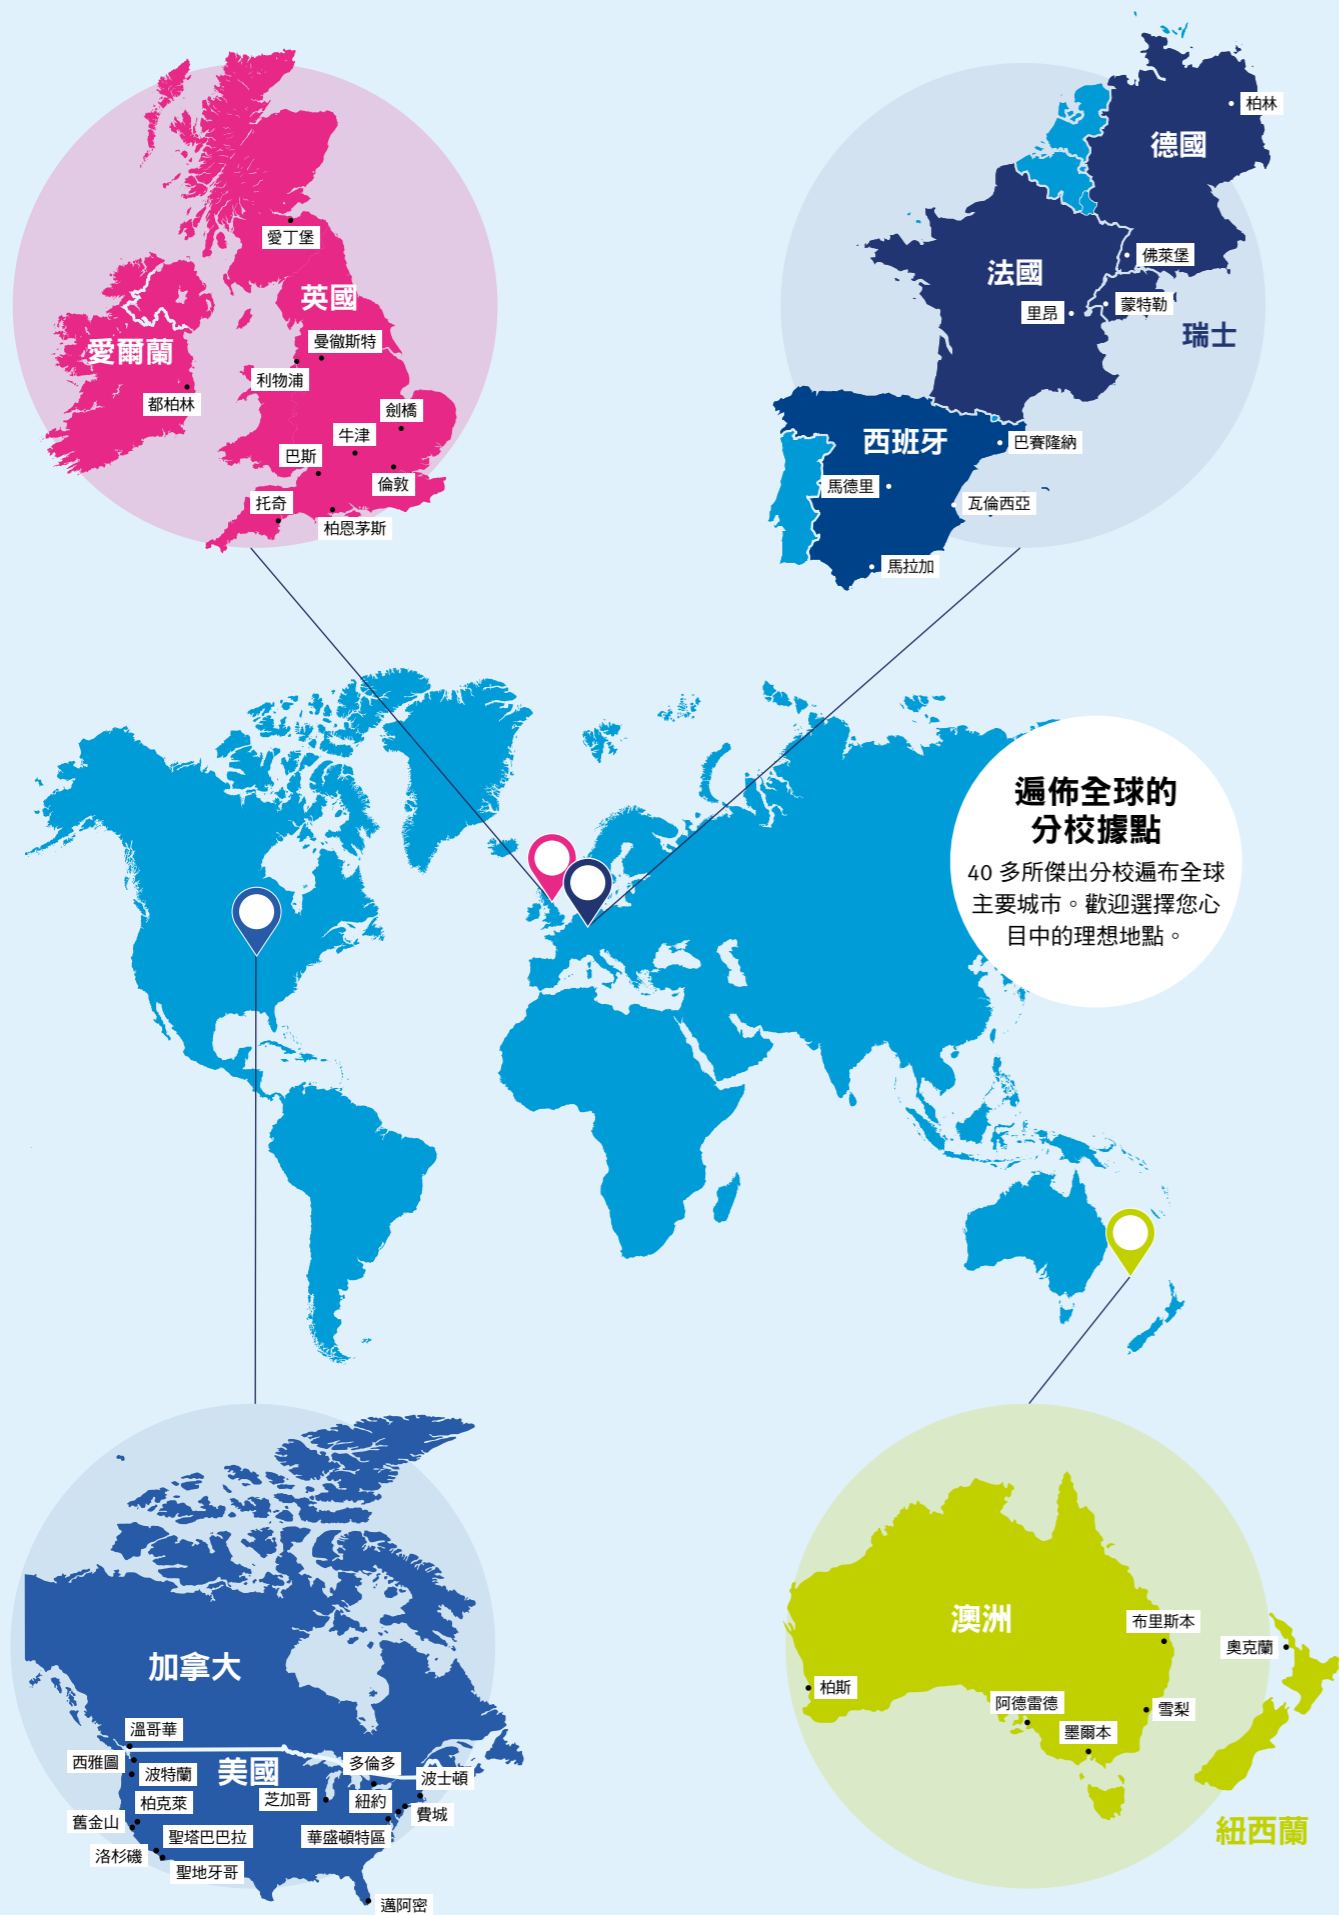 愛丁堡
英國
曼徹斯特
愛爾蘭
利物浦
都柏林
劍橋
牛津
巴斯
倫敦
托奇
柏恩茅斯
柏林
德國
佛萊堡
法國
蒙特勒
里昂
瑞士
西班牙
巴賽隆納
馬德里
瓦倫西亞
馬拉加
遍佈全球的
分校據點
40 多所傑出分校遍布全球
主要城市。歡迎選擇您心
目中的理想地點。
加拿大
溫哥華
西雅圖
美國
多倫多
波特蘭
波士頓
芝加哥
紐約
柏克萊
費城
舊金山
聖塔巴巴拉
華盛頓特區
洛杉磯
聖地牙哥
邁阿密
澳洲
布里斯本
奧克蘭
柏斯
阿德雷德
雪梨
墨爾本
紐西蘭